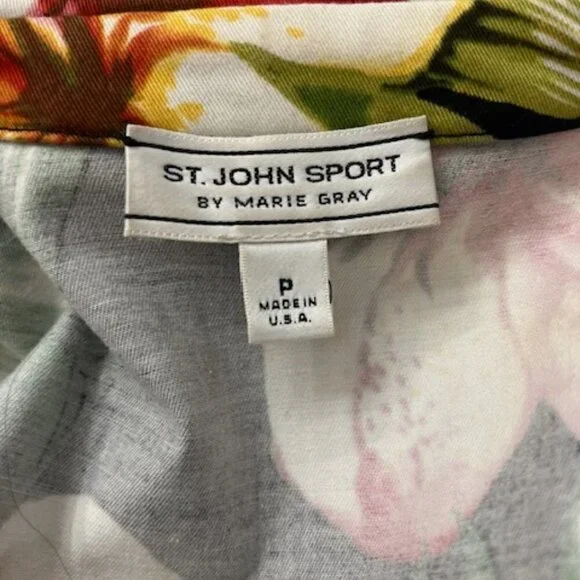 ST. JOHN SPORT
BY MARIE GRAY
P
MADE IN
U.S.A.